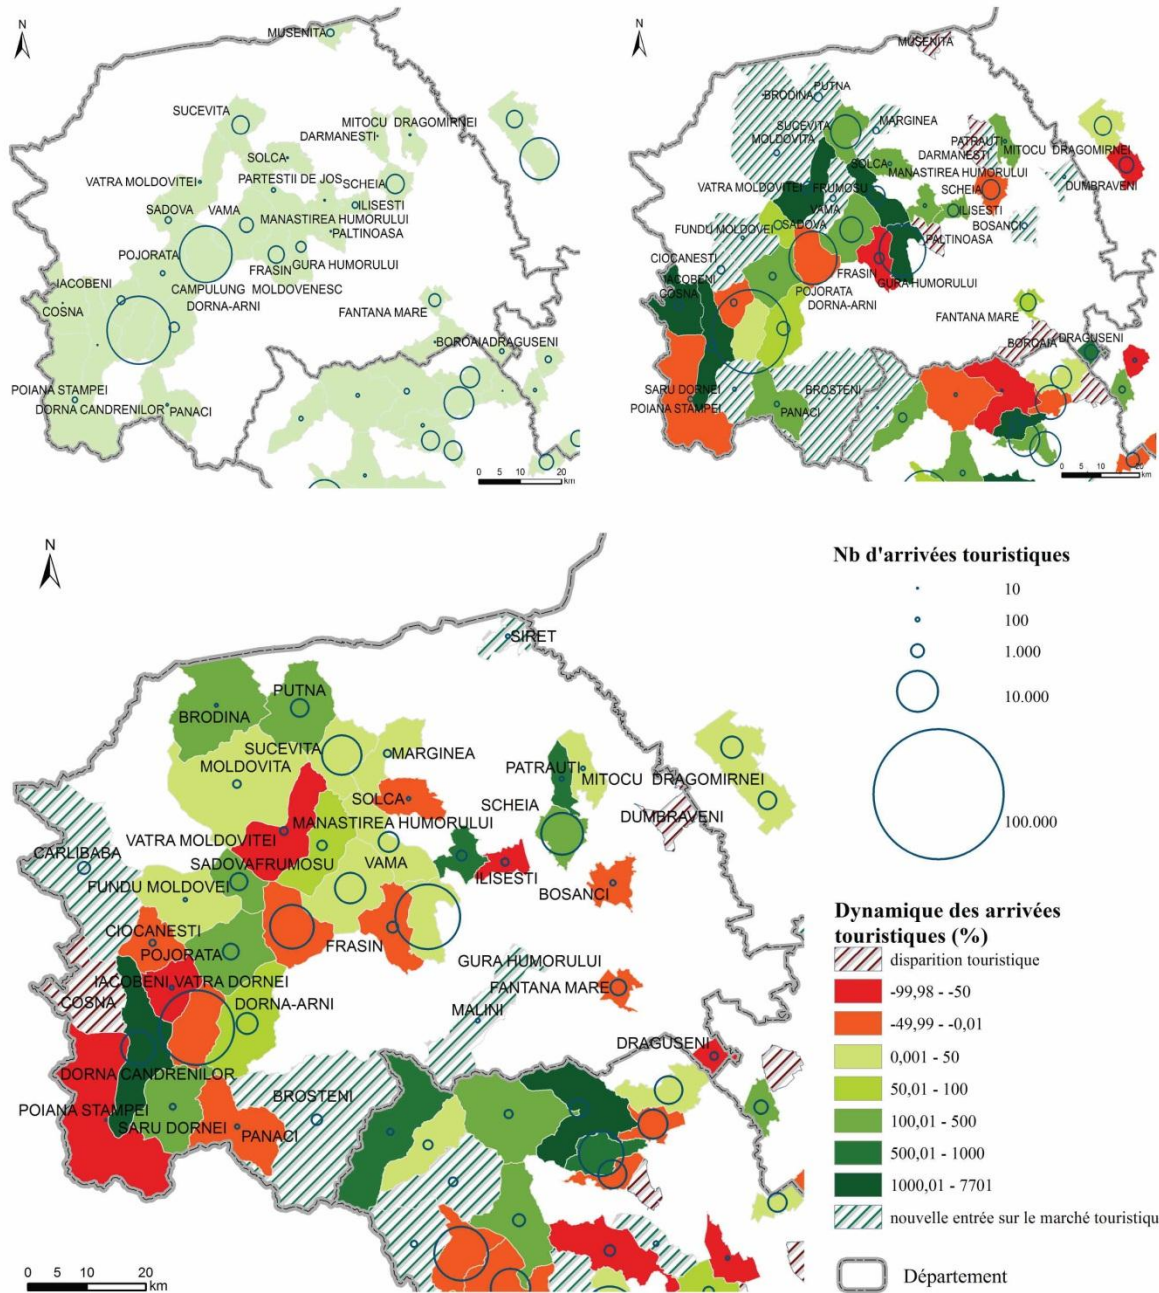 N
MUSENITA
SUCEVITA
MITOCU DRAGOMIRNEI
DARMANESTI
SOLCA
VATRA MOLDOVITEI
PARTESTII DE JOS
SCHEIA
ILISESTI
SADOVA
VAMA
MANASTIREA HUMORULUI
PALTINOASA
POJORATA
GURA HUMORULUI
FRASIN
IACOBENI
CAMPULUNG MOLDOVENESC
COSNA
DORNA-ARNI
FANTANA MARE
BOROAIA
DRAGUSENI
POIANA STAMPEI
DORNA CANDRENILOR
PANACI
0 5 10 20
km
N
MUSENITA
PUTNA
BRODINA
SUCEVITA
MARGINEA
MOLDOVITA
PATRAUTI
MITOCU DRAGOMIRNEI
DARMANESTI
SOLCA
MANASTIREA HUMORULUI
DUMBRAVENI
VATRA MOLDOVITEI
FRUMOSU
SCHEIA
VAMA
ILISESTI
SADOVA
BOSANCI
FUNDU MOLDOVEI
PALTINOASA
CIOCANESTI
FRASIN
IACOBENI
GURA HUMORULUI
COSNA
POJORATA
DORNA-ARNI
FANTANA MARE
DRAGUSENI
BOROAIA
SARU DORNEI
BROSTENI
POIANA STAMPEI
PANACI
0 5 10 20
km
N
SIRET
PUTNA
BRODINA
SUCEVITA
MARGINEA
MOLDOVITA
PATRAUTI
MITOCU DRAGOMIRNEI
SOLCA
SCHEIA
DUMBRAVENI
MANASTIREA HUMORULUI
VATRA MOLDOVITEI
CARLIBABA
SADOVA
FRUMOSU
VAMA
ILISESTI
FUNDU MOLDOVEI
BOSANCI
CIOCANESTI
POJORATA
FRASIN
GURA HUMORULUI
IACOBENI
VATRA DORNEI
FANTANA MARE
COSNA
DORNA-ARNI
MALINI
DRAGUSENI
DORNA CANDRENILOR
BROSTENI
POIANA STAMPEI
SARU DORNEI
PANACI
0 5 10 20
km
Nb d'arrivées touristiques
10
100
1.000
10.000
100.000
Dynamique des arrivées
touristiques (%)
disparition touristique
-99,98 - -50
-49,99 - -0,01
0,001 - 50
50,01 - 100
100,01 - 500
500,01 - 1000
1000,01 - 7701
nouvelle entrée sur le marché touristiqu
Département